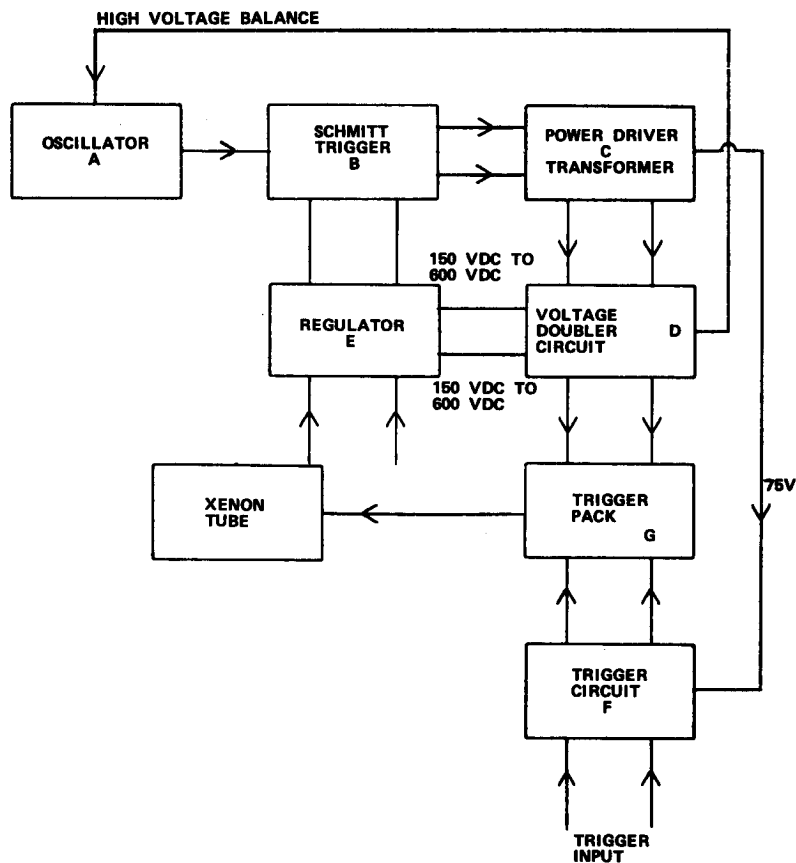 HIGH VOLTAGE BALANCE
OSCILLATOR
A
SCHMITT
TRIGGER
B
POWER DRIVER
C
TRANSFORMER
150 VDC TO
600 VDC
REGULATOR
E
VOLTAGE
DOUBLER
CIRCUIT
D
150 VDC TO
600 VDC
XENON
TUBE
TRIGGER
PACK
G
75V
TRIGGER
CIRCUIT
F
TRIGGER
INPUT